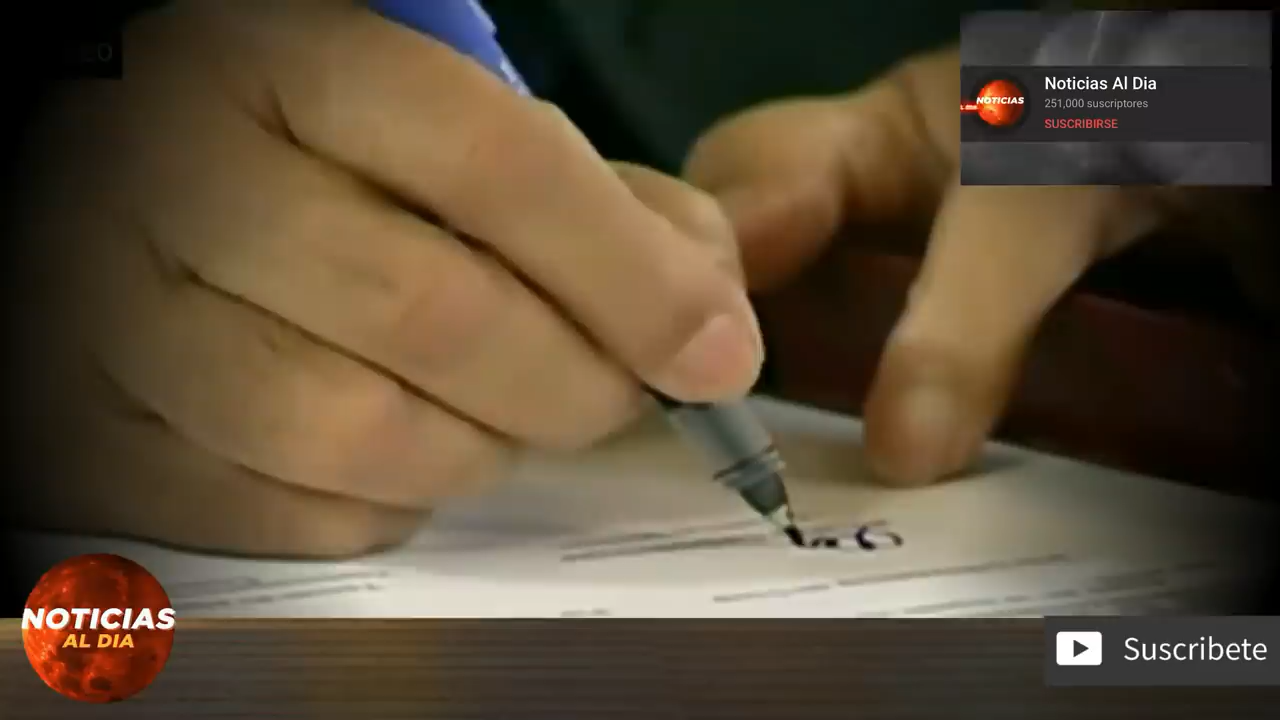 Noticias Al Dia
251,000 suscriptores
SUSCRIBIRSE
NOTICIAS
NOTICIAS
AL DIA
Suscribete